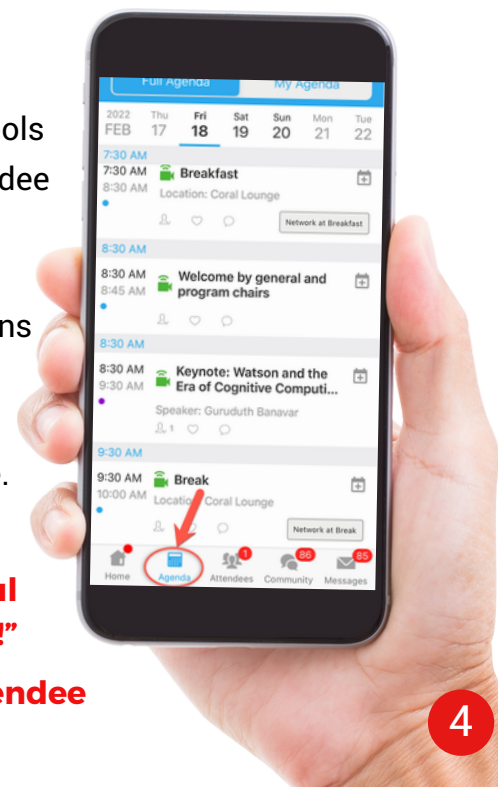 ols
dee
ns
.
al
!”
endee
Full Agenda My Agenda
2022 Thu Fri Sat Sun Mon Tue
FEB 17 18 19 20 21 22
7:30 AM
7:30 AM Breakfast
8:30 AM Location: Coral Lounge
Network at Breakfast
8:30 AM
8:30 AM Welcome by general and
8:45 AM program chairs
8:30 AM
8:30 AM Keynote: Watson and the
9:30 AM Era of Cognitive Computi...
Speaker: Guruduth Banavar
1
9:30 AM
9:30 AM Break
10:00 AM Location: Coral Lounge
Network at Break
1 86 85
Home Agenda Attendees Community Messages
4